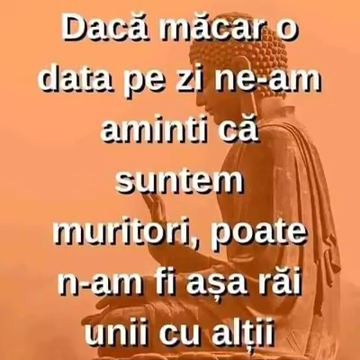 Dacă măcar o
data pe zi ne-am
aminti că
suntem
muritori, poate
n-am fi așa răi
unii cu alții